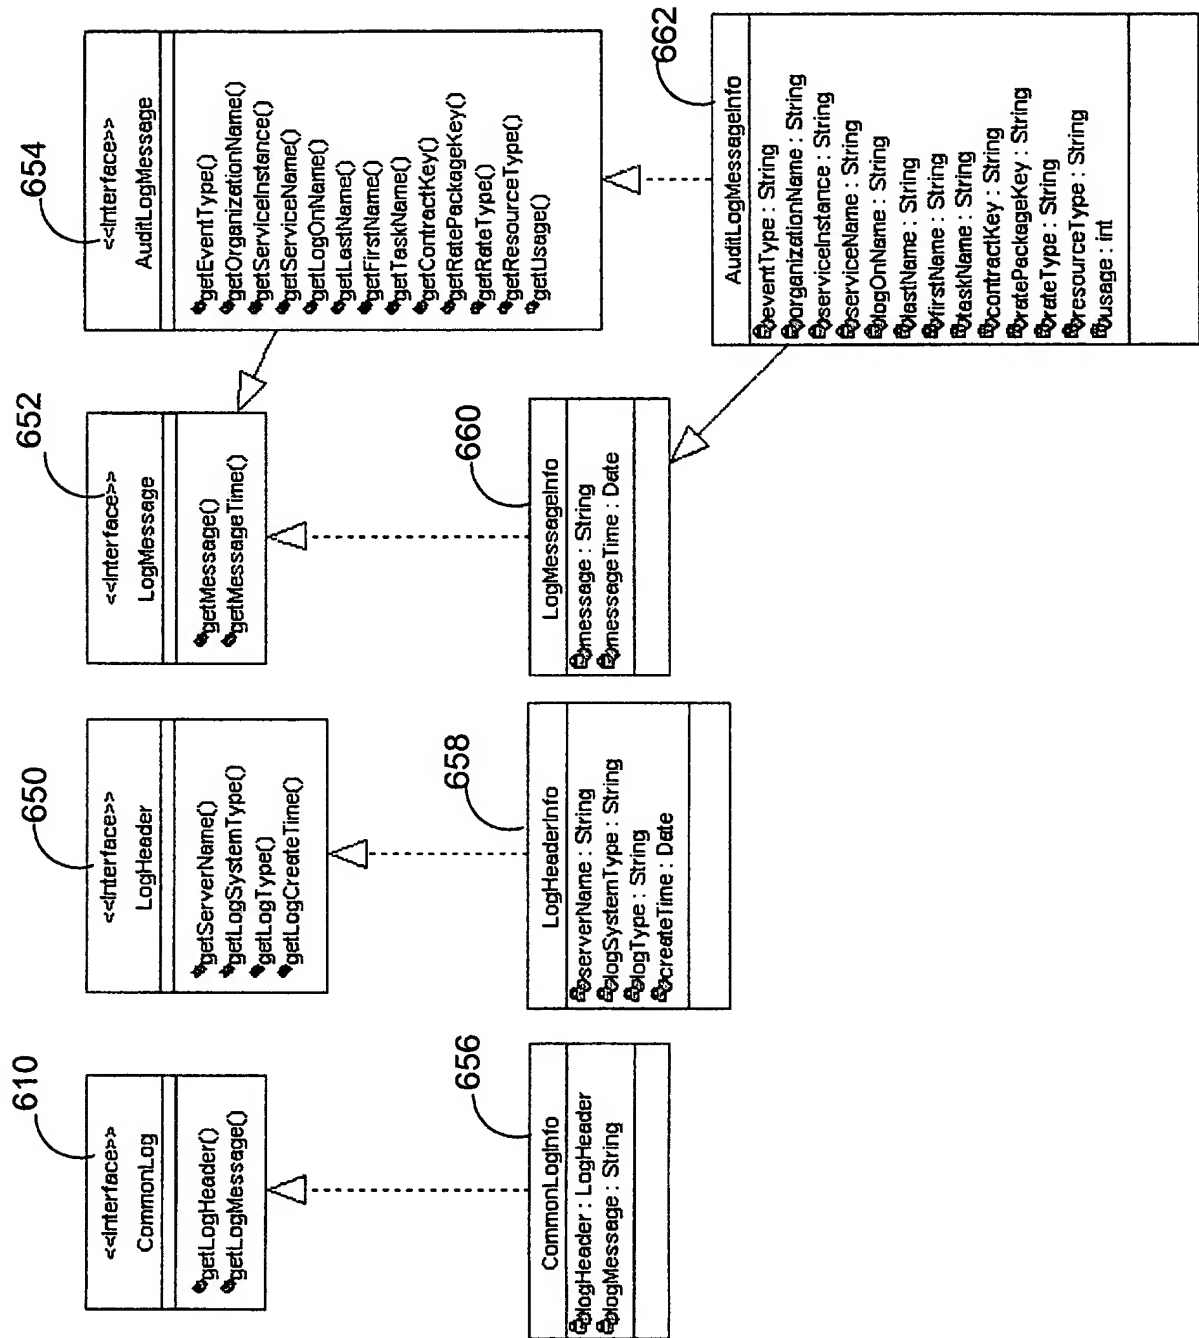 610
<<Interface>>
CommonLog
getLogHeader()
getLogMessage()
656
CommonLogInfo
logHeader : LogHeader
logMessage : String
650
<<Interface>>
LogHeader
getServerName()
getLogSystemType()
getLogType()
getLogCreateTime()
658
LogHeaderInfo
serverName : String
logSystemType : String
logType : String
createTime : Date
652
<<Interface>>
LogMessage
getMessage()
getMessageTime()
660
LogMessageInfo
message : String
messageTime : Date
654
<<Interface>>
AuditLogMessage
getEventType()
getOrganizationName()
getServiceInstance()
getServiceName()
getLogOnName()
getLastName()
getFirstName()
getTaskName()
getContractKey()
getRatePackageKey()
getRateType()
getResourceType()
getUsage()
662
AuditLogMessageInfo
eventType : String
organizationName : String
serviceInstance : String
serviceName : String
logOnName : String
lastName : String
firstName : String
taskName : String
contractKey : String
ratePackageKey : String
rateType : String
resourceType : String
usage : int